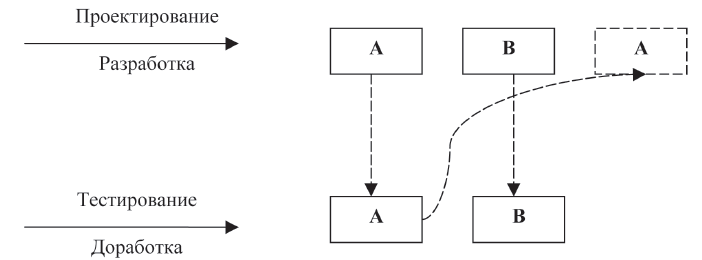 Проектирование
Разработка
A B A
Тестирование
Доработка
A B